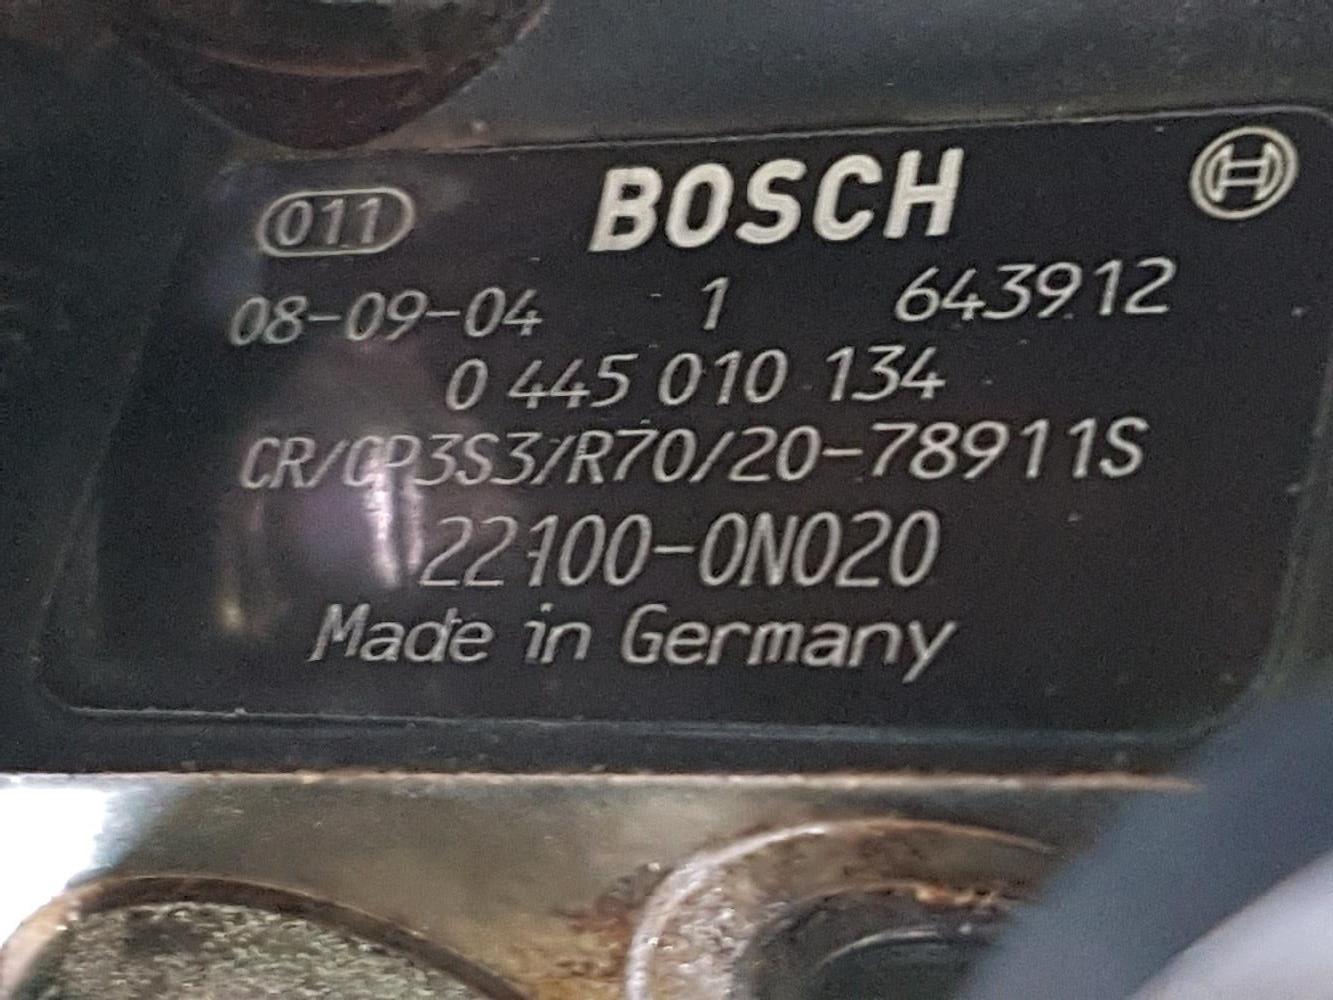 011 BOSCH
08-09-04 1 643912
0 445 010 134
CR/CP3S3/R70/20-78911S
22100-0N020
Made in Germany